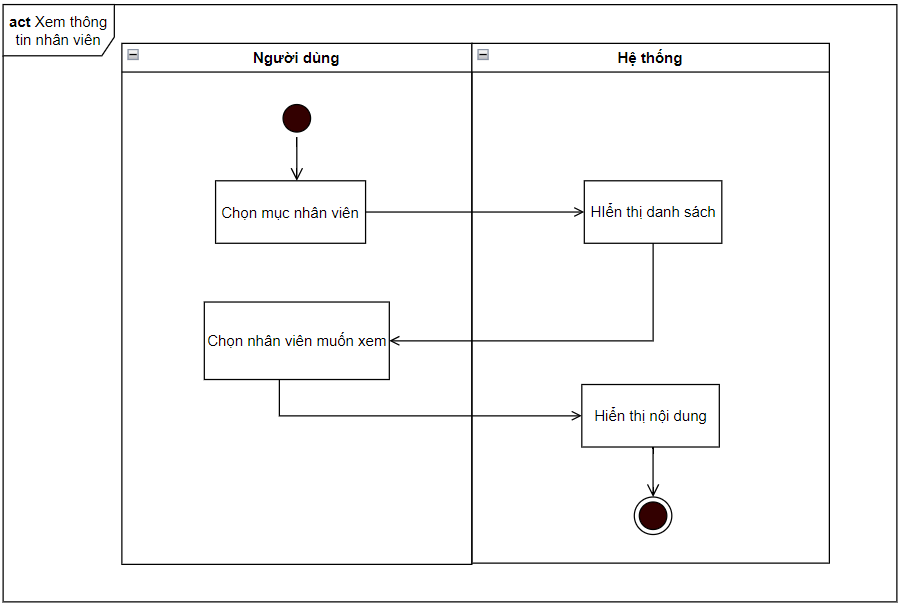 act Xem thông
tin nhân viên
Người dùng
Hệ thống
Chọn mục nhân viên
HIển thị danh sách
Chọn nhân viên muốn xem
Hiển thị nội dung